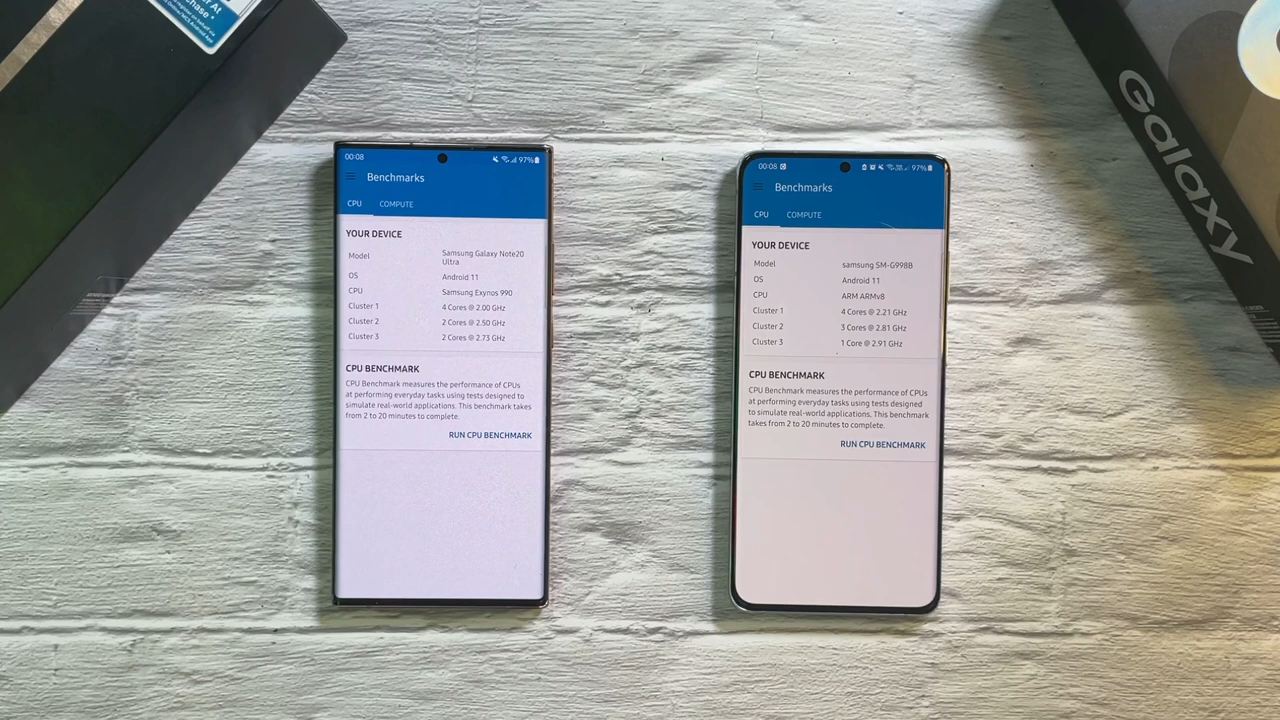 er At
chase*
00:08
97%
Benchmarks
CPU COMPUTE
YOUR DEVICE
Model Samsung Galaxy Note20
Ultra
OS Android 11
CPU Samsung Exynos 990
Cluster 1 4 Cores @ 2.00 GHz
Cluster 2 2 Cores @ 2.50 GHz
Cluster 3 2 Cores @ 2.73 GHz
CPU BENCHMARK
CPU Benchmark measures the performance of CPUs
at performing everyday tasks using tests designed
to simulate real-world applications. This benchmark takes
from 2 to 20 minutes to complete.
RUN CPU BENCHMARK
00:08
97%
Benchmarks
CPU COMPUTE
YOUR DEVICE
Model samsung SM-G998B
OS Android 11
CPU ARM ARMv8
Cluster 1 4 Cores @ 2.21 GHz
Cluster 2 3 Cores @ 2.81 GHz
Cluster 3 1 Core @ 2.91 GHz
CPU BENCHMARK
CPU Benchmark measures the performance of CPUs
at performing everyday tasks using tests designed
to simulate real-world applications. This benchmark
takes from 2 to 20 minutes to complete.
RUN CPU BENCHMARK
Galaxy